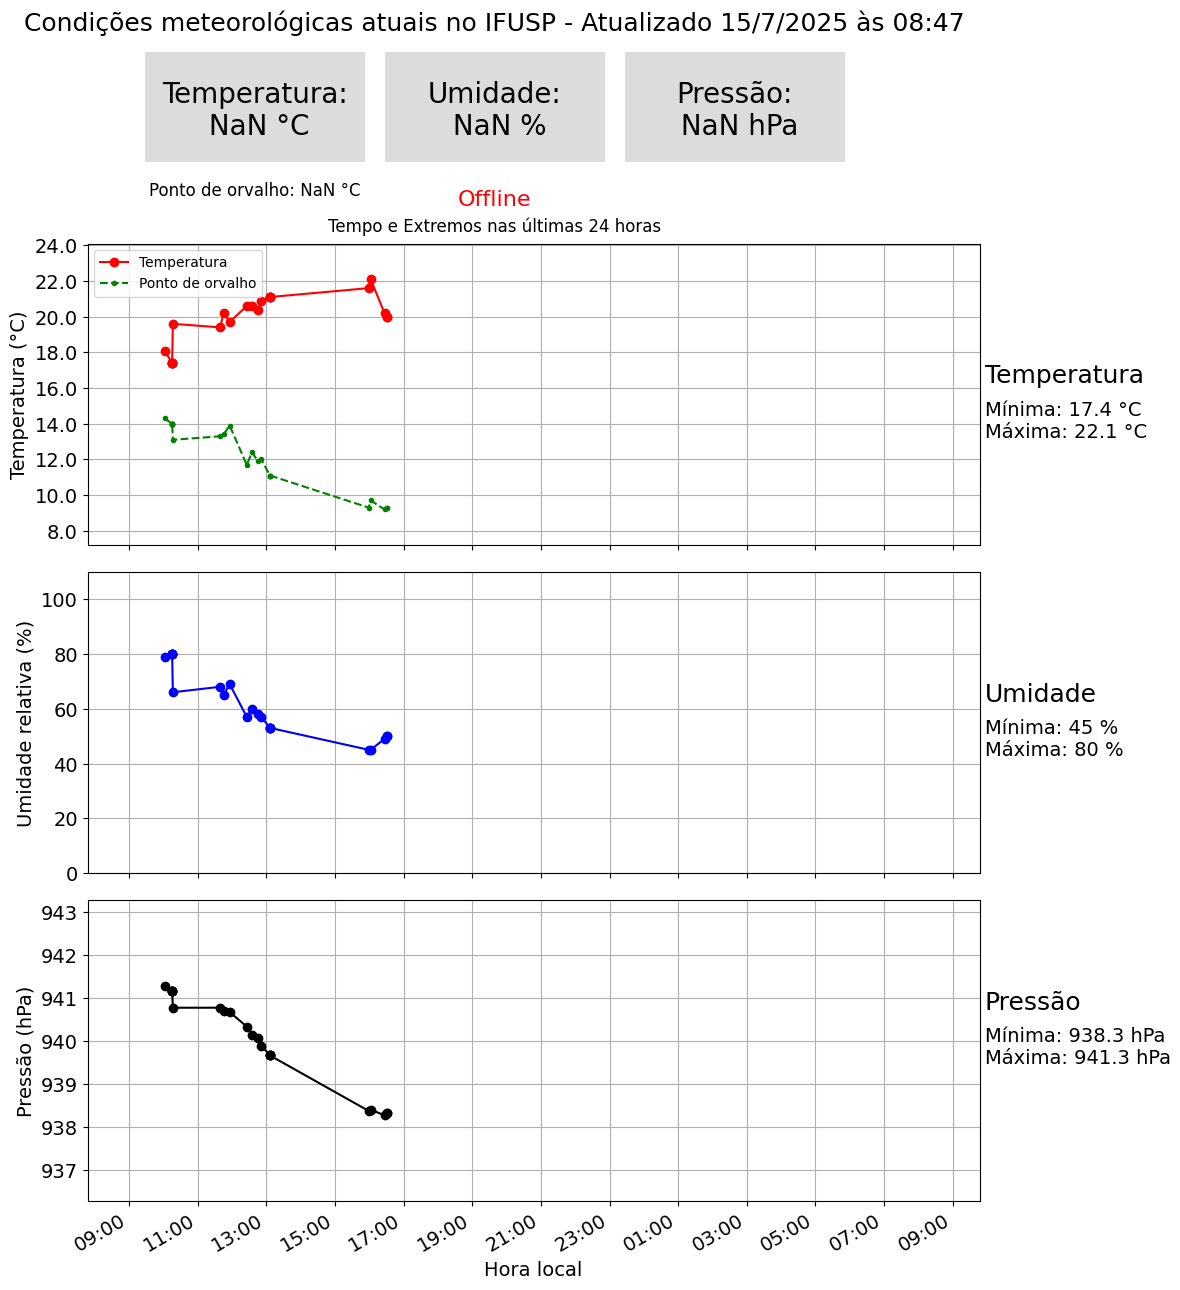 Condições meteorológicas atuais no IFUSP - Atualizado 15/7/2025 às 08:47
Temperatura:
NaN °C
Umidade:
NaN %
Pressão:
NaN hPa
Ponto de orvalho: NaN °C
Offline
Tempo e Extremos nas últimas 24 horas
Temperatura (°C)
24.0
22.0
20.0
18.0
16.0
14.0
12.0
10.0
8.0
Temperatura
Ponto de orvalho
Temperatura
Mínima: 17.4 °C
Máxima: 22.1 °C
Umidade relativa (%)
100
80
60
40
20
0
Umidade
Mínima: 45 %
Máxima: 80 %
Pressão (hPa)
943
942
941
940
939
938
937
Pressão
Mínima: 938.3 hPa
Máxima: 941.3 hPa
09:00 11:00 13:00 15:00 17:00 19:00 21:00 23:00 01:00 03:00 05:00 07:00 09:00
Hora local